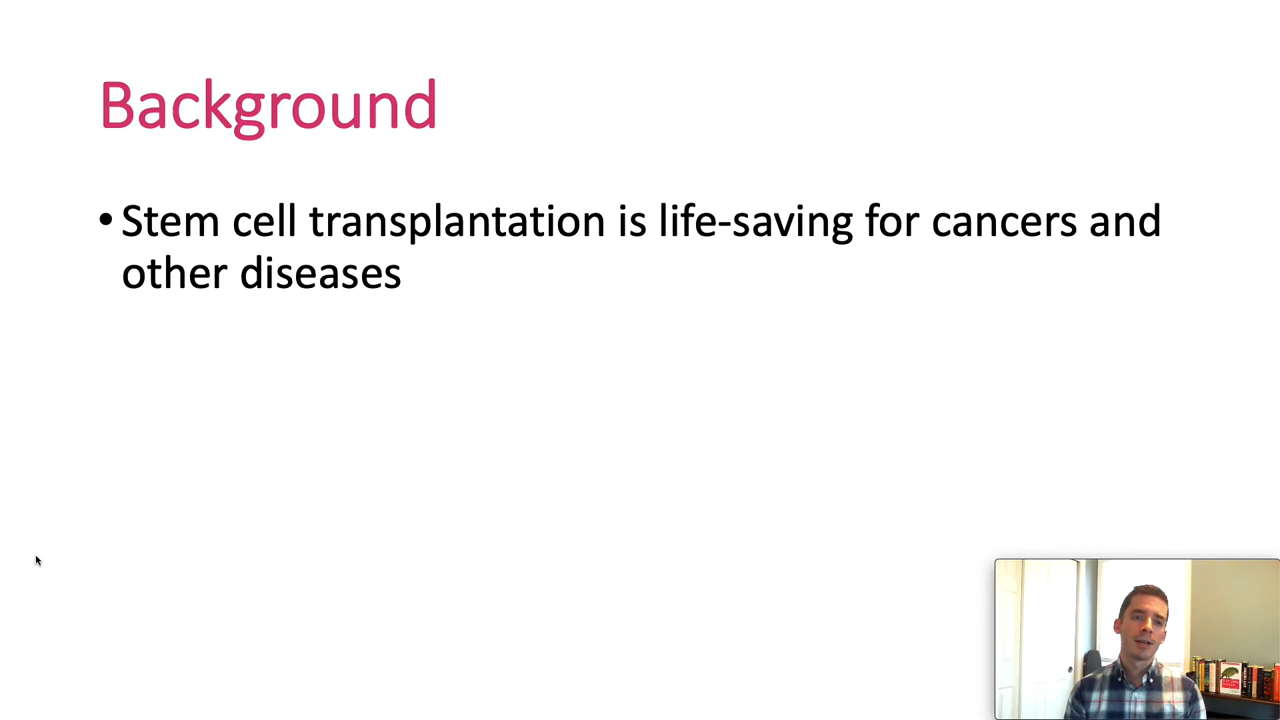 Background
• Stem cell transplantation is life-saving for cancers and
other diseases